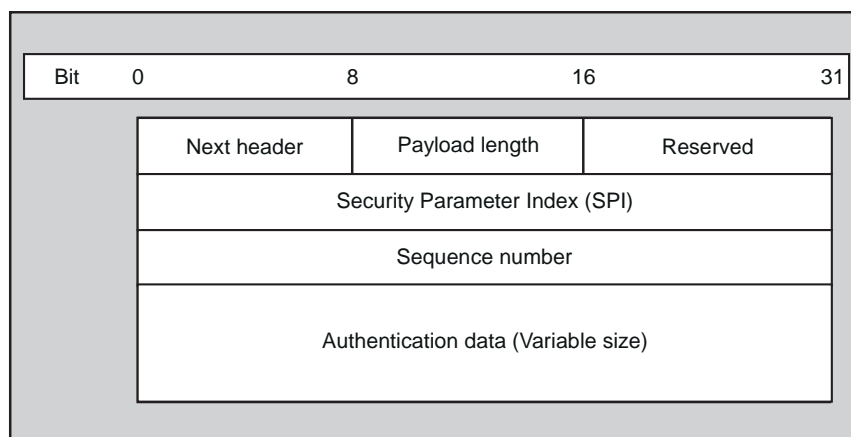 Bit 0 8 16 31
Next header Payload length Reserved
Security Parameter Index (SPI)
Sequence number
Authentication data (Variable size)